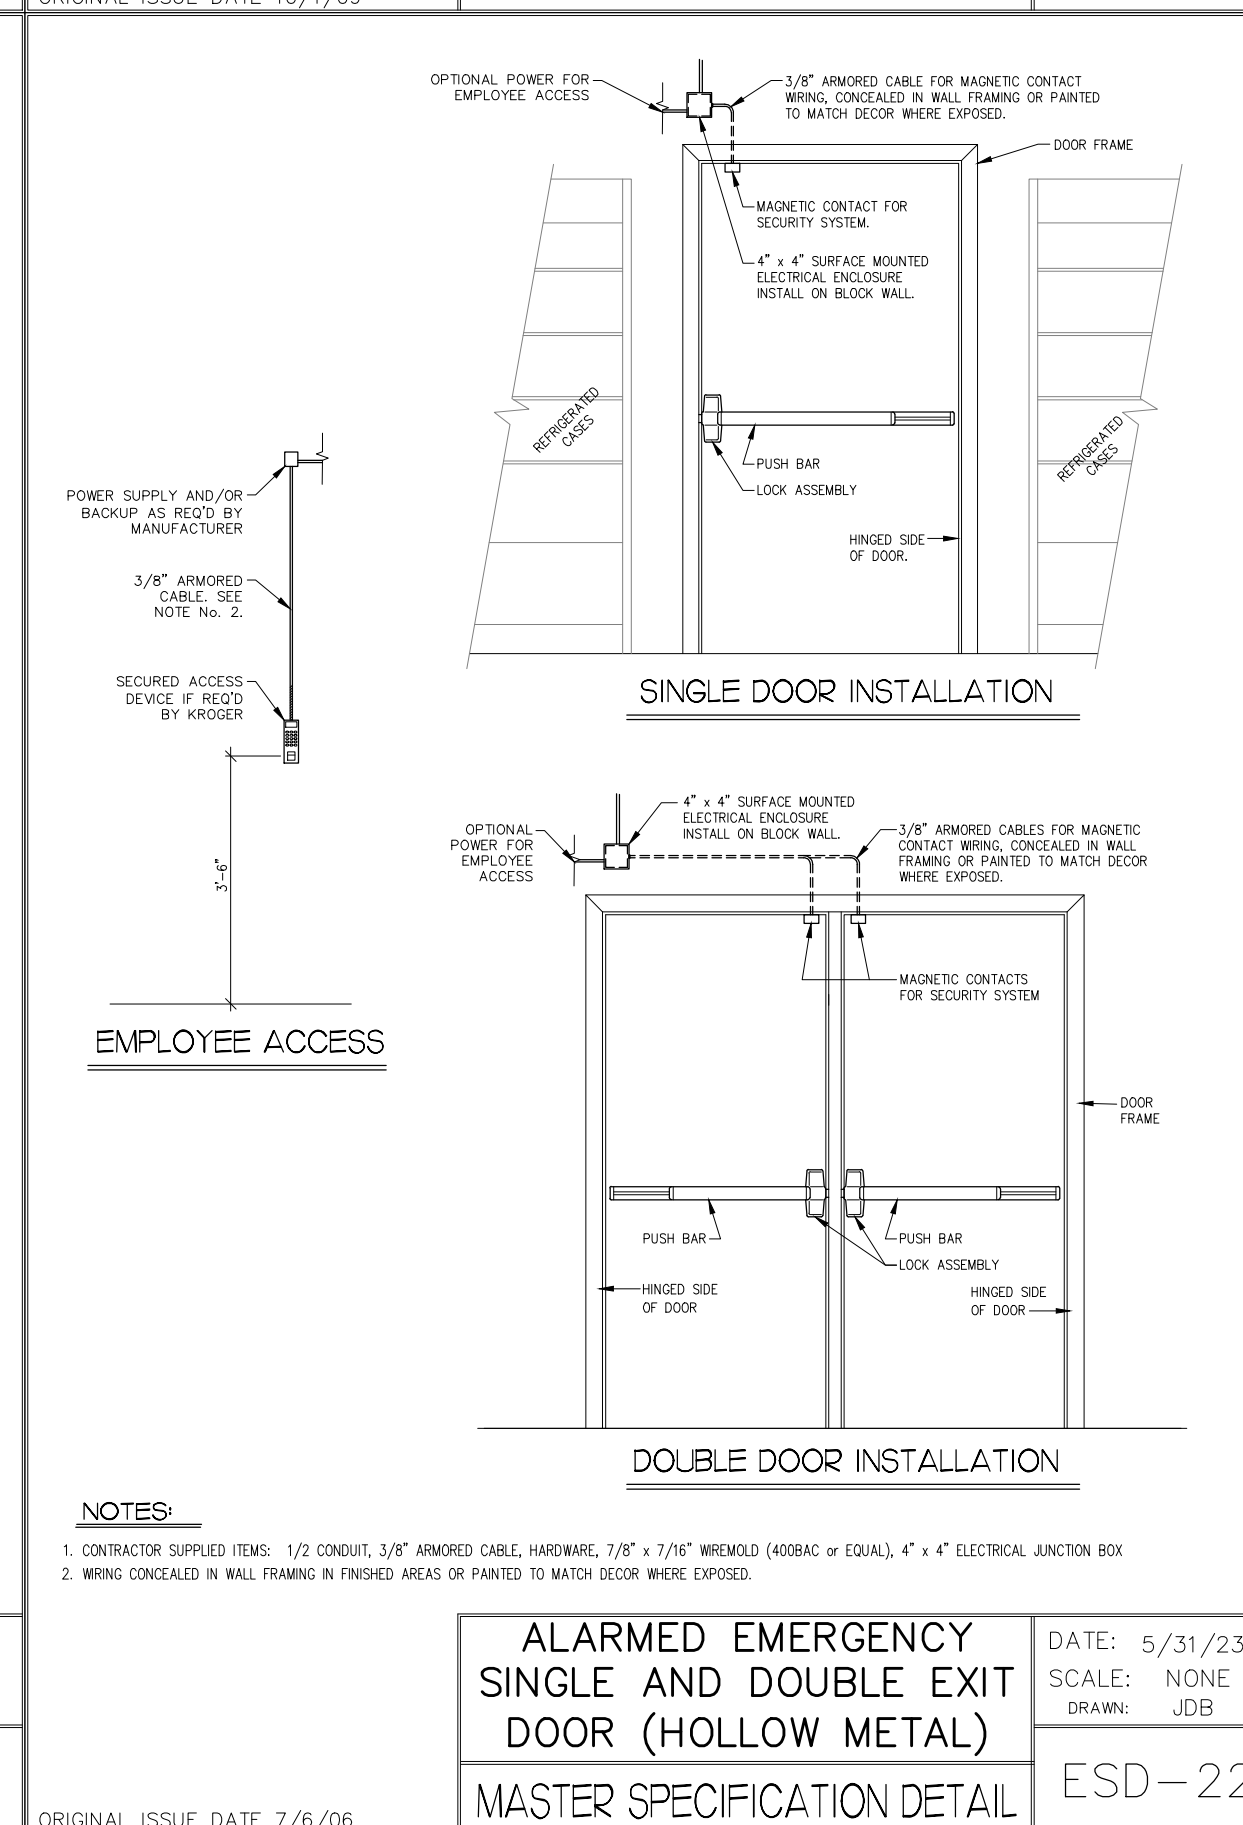 ORIGINAL ISSUE DATE
OPTIONAL POWER FOR
EMPLOYEE ACCESS
3/8" ARMORED CABLE FOR MAGNETIC CONTACT
WIRING, CONCEALED IN WALL FRAMING OR PAINTED
TO MATCH DECOR WHERE EXPOSED.
DOOR FRAME
MAGNETIC CONTACT FOR
SECURITY SYSTEM.
4" x 4" SURFACE MOUNTED
ELECTRICAL ENCLOSURE
INSTALL ON BLOCK WALL.
REFRIGERATED
CASES
REFRIGERATED
CASES
PUSH BAR
LOCK ASSEMBLY
HINGED SIDE
OF DOOR.
SINGLE DOOR INSTALLATION
POWER SUPPLY AND/OR
BACKUP AS REQ'D BY
MANUFACTURER
3/8" ARMORED
CABLE. SEE
NOTE No. 2.
SECURED ACCESS
DEVICE IF REQ'D
BY KROGER
3'-6"
EMPLOYEE ACCESS
4" x 4" SURFACE MOUNTED
ELECTRICAL ENCLOSURE
INSTALL ON BLOCK WALL.
OPTIONAL
POWER FOR
EMPLOYEE
ACCESS
3/8" ARMORED CABLES FOR MAGNETIC
CONTACT WIRING, CONCEALED IN WALL
FRAMING OR PAINTED TO MATCH DECOR
WHERE EXPOSED.
MAGNETIC CONTACTS
FOR SECURITY SYSTEM
DOOR
FRAME
PUSH BAR
PUSH BAR
LOCK ASSEMBLY
HINGED SIDE
OF DOOR
HINGED SIDE
OF DOOR
DOUBLE DOOR INSTALLATION
NOTES:
1. CONTRACTOR SUPPLIED ITEMS: 1/2 CONDUIT, 3/8" ARMORED CABLE, HARDWARE, 7/8" x 7/16" WIREMOLD (400BAC or EQUAL), 4" x 4" ELECTRICAL JUNCTION BOX
2. WIRING CONCEALED IN WALL FRAMING IN FINISHED AREAS OR PAINTED TO MATCH DECOR WHERE EXPOSED.
ALARMED EMERGENCY
SINGLE AND DOUBLE EXIT
DOOR (HOLLOW METAL)
MASTER SPECIFICATION DETAIL
DATE: 5/31/23
SCALE: NONE
DRAWN: JDB
ESD-22
ORIGINAL ISSUE DATE 7/6/06